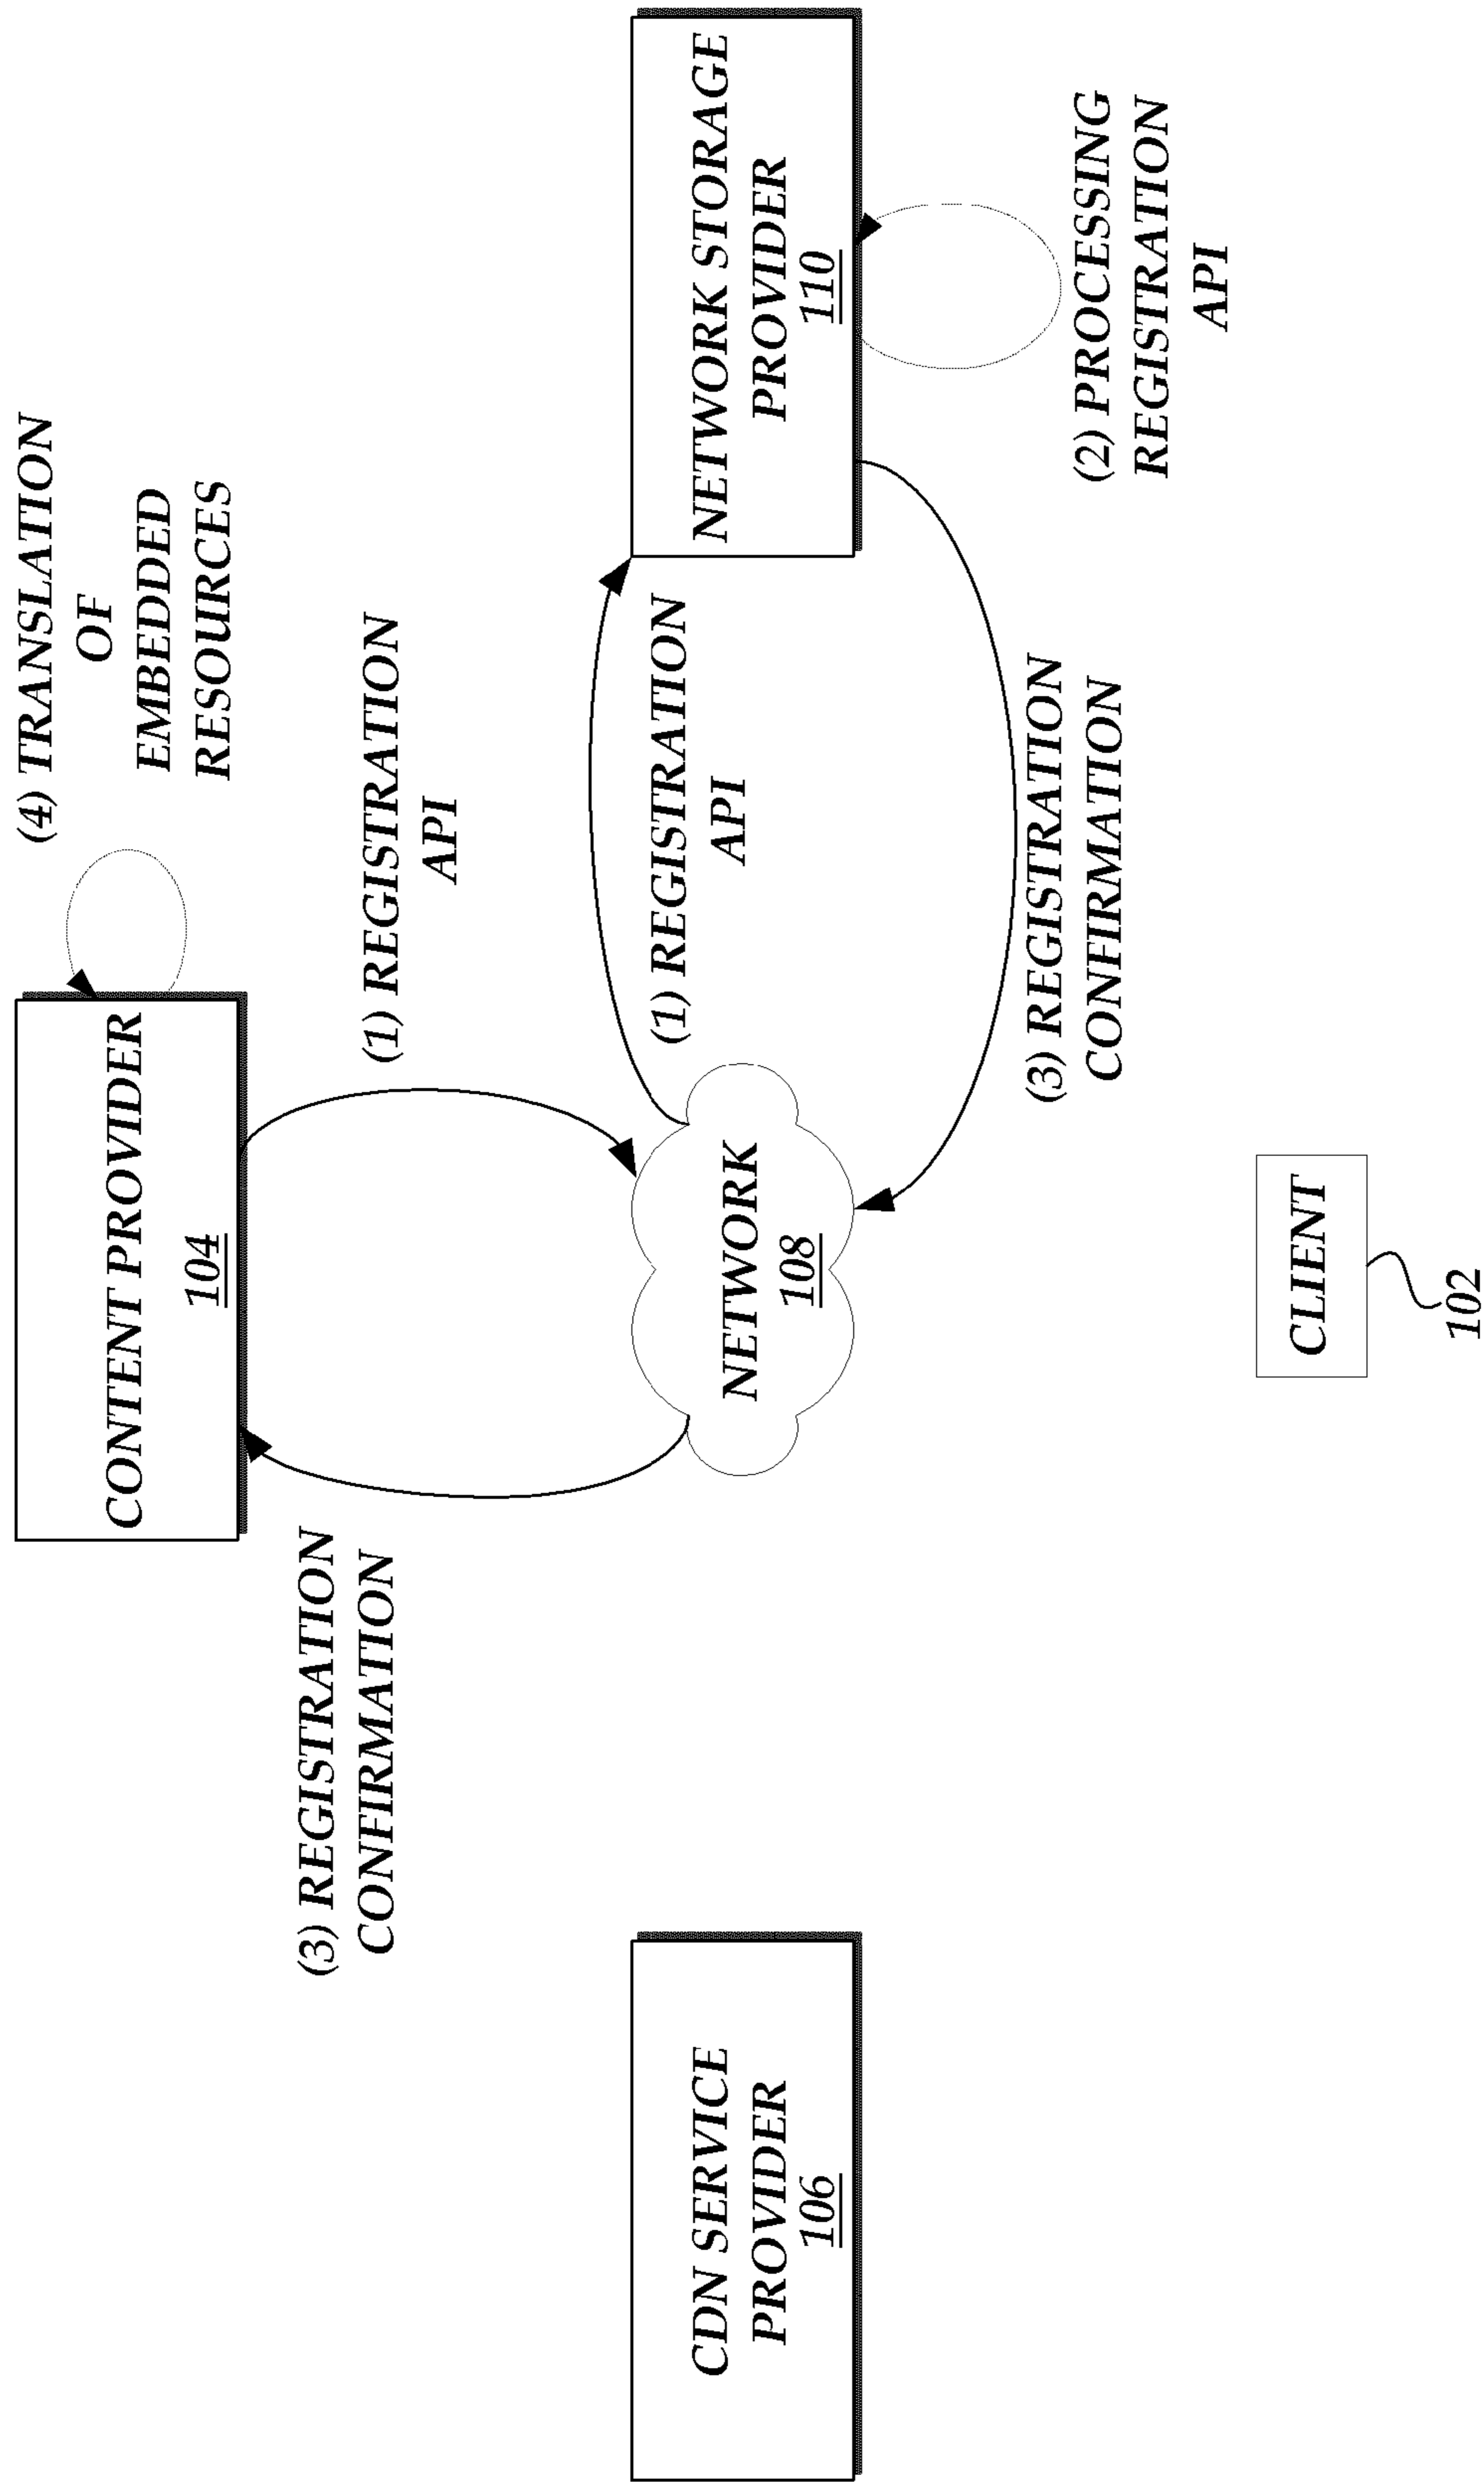 (4) TRANSLATION
OF
EMBEDDED
RESOURCES
CONTENT PROVIDER
104
(1) REGISTRATION
API
(3) REGISTRATION
CONFIRMATION
CDN SERVICE
PROVIDER
106
NETWORK
108
(1) REGISTRATION
API
NETWORK STORAGE
PROVIDER
110
(3) REGISTRATION
CONFIRMATION
(2) PROCESSING
REGISTRATION
API
CLIENT
102